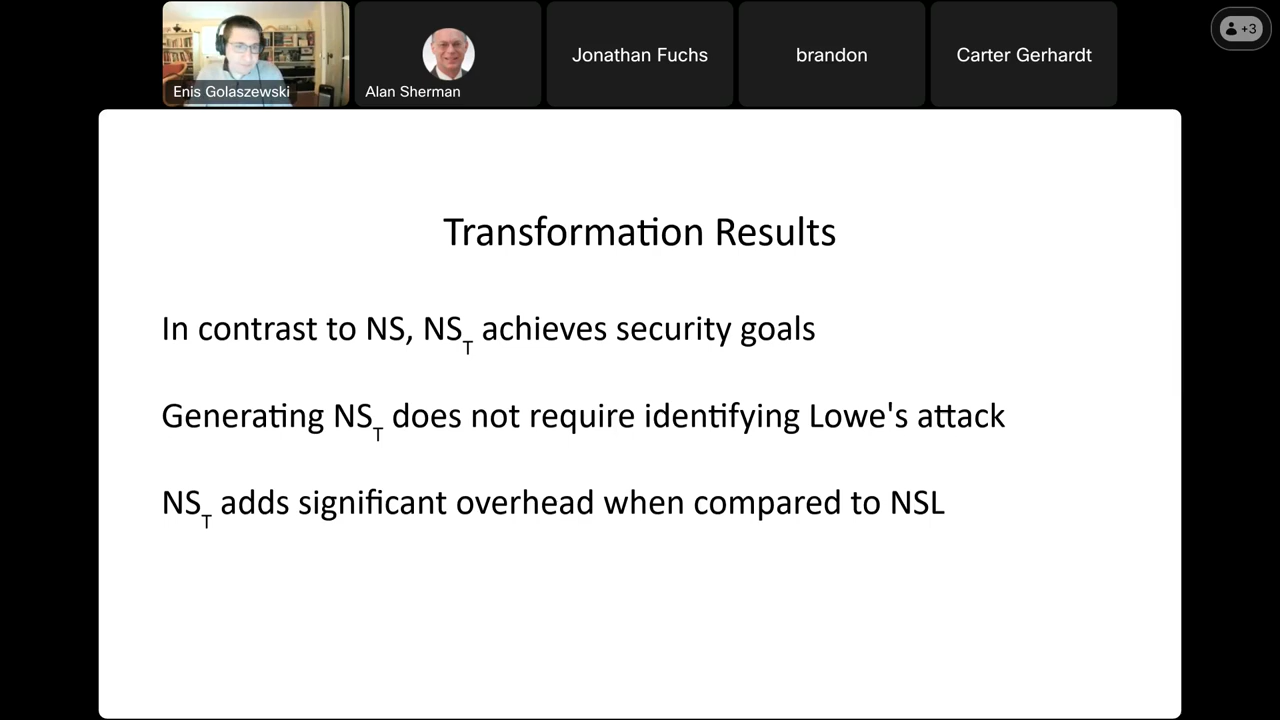 Enis Golaszewski
Alan Sherman
Jonathan Fuchs
brandon
Carter Gerhardt
+3
Transformation Results
In contrast to NS, NST achieves security goals
Generating NST does not require identifying Lowe's attack
NST adds significant overhead when compared to NSL